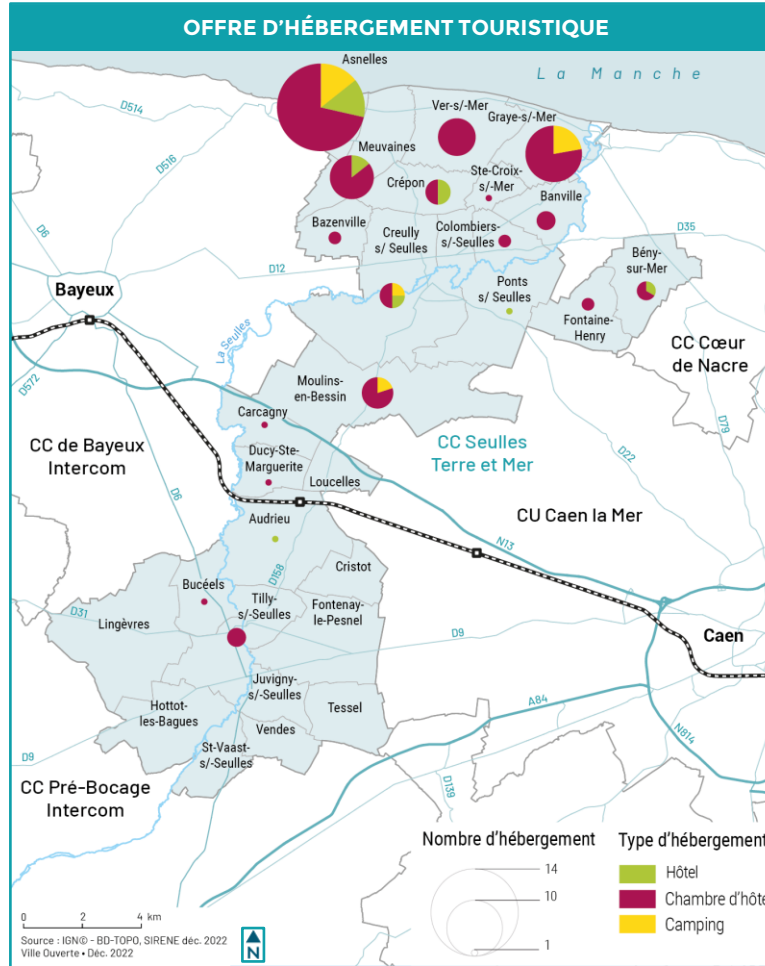 OFFRE D'HÉBERGEMENT TOURISTIQUE
Asnelles
La Manche
D514
Ver-s/-Mer
Graye-s/-Mer
D516
Meuvaines
Ste-Croix-
s/-Mer
Crépon
Banville
D6
Bazenville
Creully
s/ Seulles
Colombiers-
s/-Seulles
D35
D12
Bény-
sur-Mer
Bayeux
Ponts
s/ Seulles
La Seulles
Fontaine-
Henry
CC Cœur
de Nacre
D572
Moulins-
en-Bessin
Carcagny
D79
CC de Bayeux
Intercom
CC Seulles
Terre et Mer
D22
Ducy-Ste-
Marguerite
Loucelles
D6
CU Caen la Mer
Audrieu
N13
D158
Cristot
Bucéels
Tilly-
s/-Seulles
Fontenay-
le-Pesnel
D31
Lingèvres
D9
Caen
Juvigny-
s/-Seulles
Hottot-
les-Bagues
Tessel
A84
Vendes
N814
St-Vaast-
s/-Seulles
D9
CC Pré-Bocage
Intercom
D139
Nombre d'hébergement
14
10
1
Type d'hébergement
Hôtel
Chambre d'hôte
Camping
0 2 4 km
Source : IGN© - BD-TOPO, SIRENE déc. 2022
Ville Ouverte • Déc. 2022
N